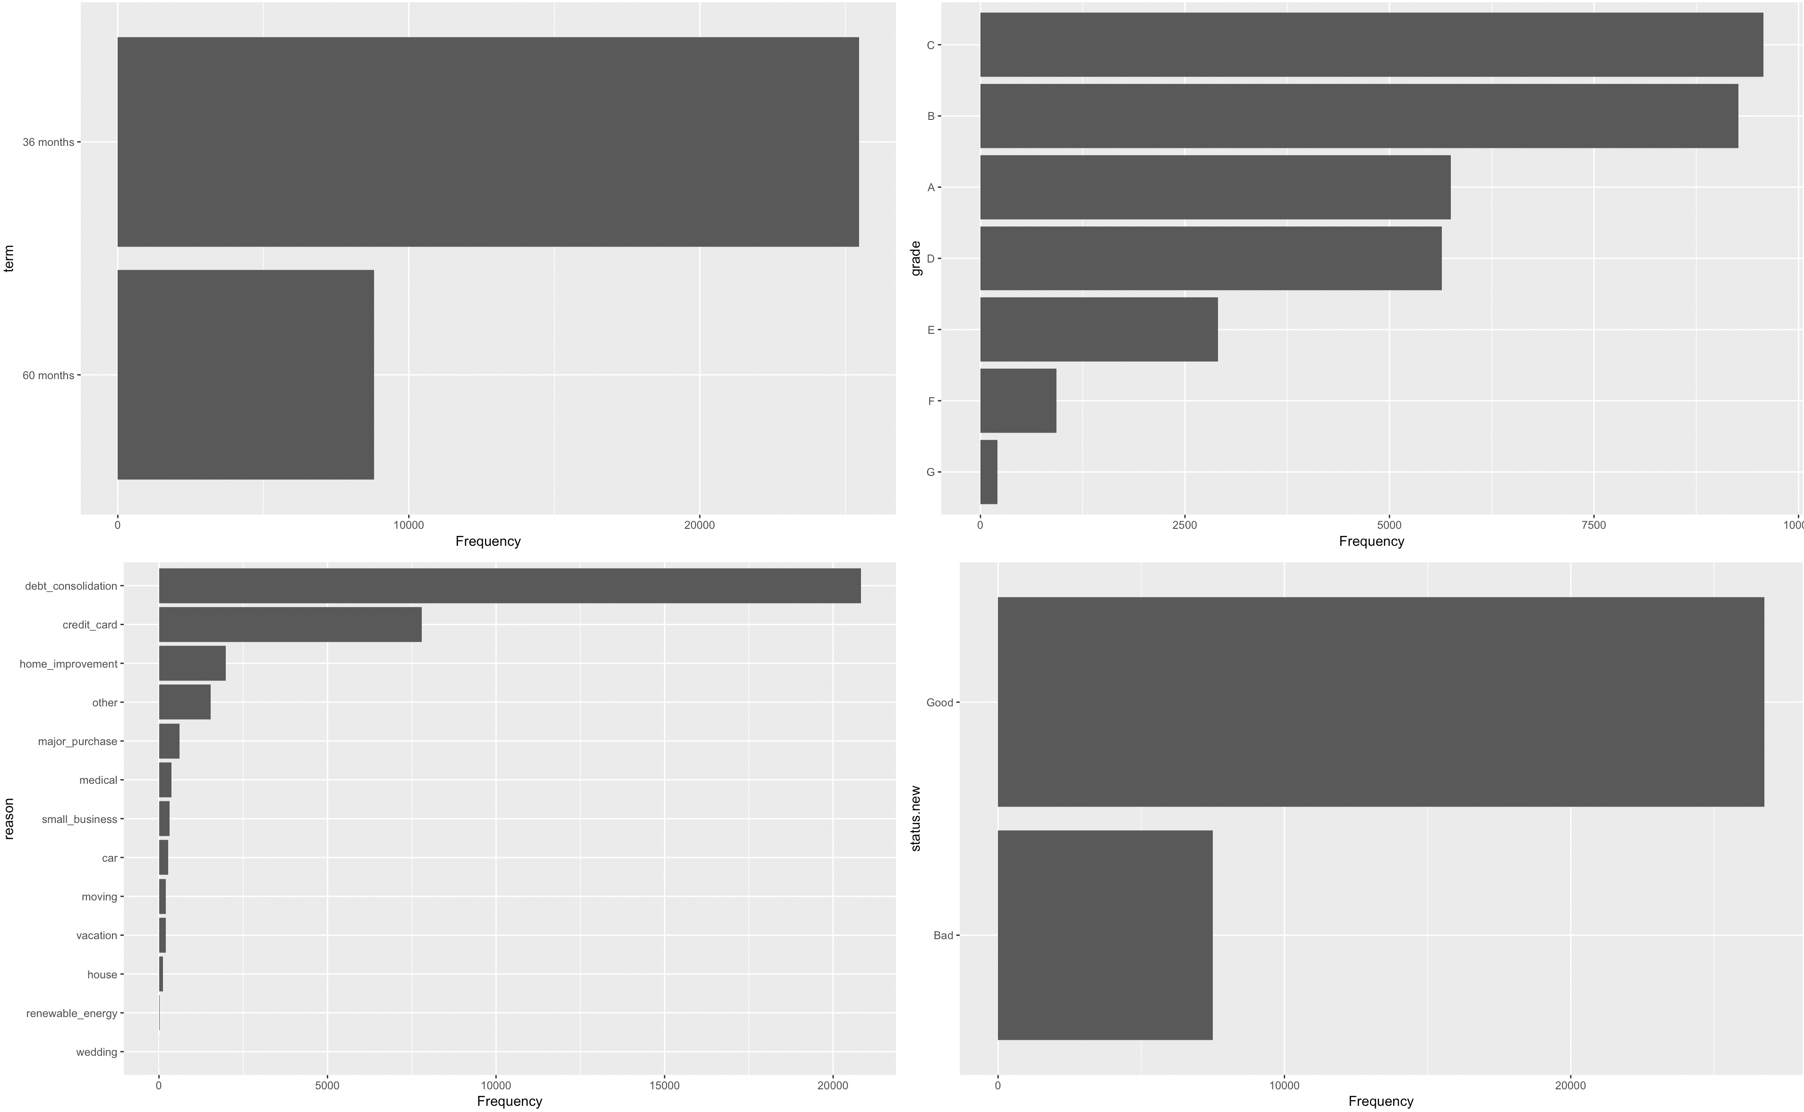 term
36 months
60 months
0 10000 20000
Frequency
grade
C
B
A
D
E
F
G
0 2500 5000 7500 1000
Frequency
reason
debt_consolidation
credit_card
home_improvement
other
major_purchase
medical
small_business
car
moving
vacation
house
renewable_energy
wedding
0 5000 10000 15000 20000
Frequency
status.new
Good
Bad
0 10000 20000
Frequency